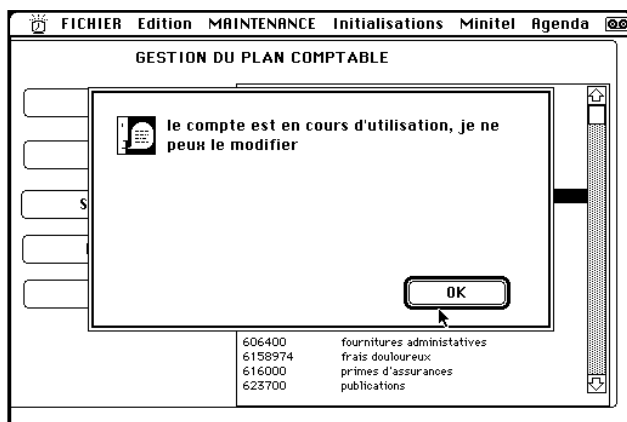 FICHIER Edition MAINTENANCE Initialisations Minitel Agenda
GESTION DU PLAN COMPTABLE
le compte est en cours d'utilisation, je ne
peux le modifier
S
OK
606400 fournitures administatives
6158974 frais douloureux
616000 primes d'assurances
623700 publications